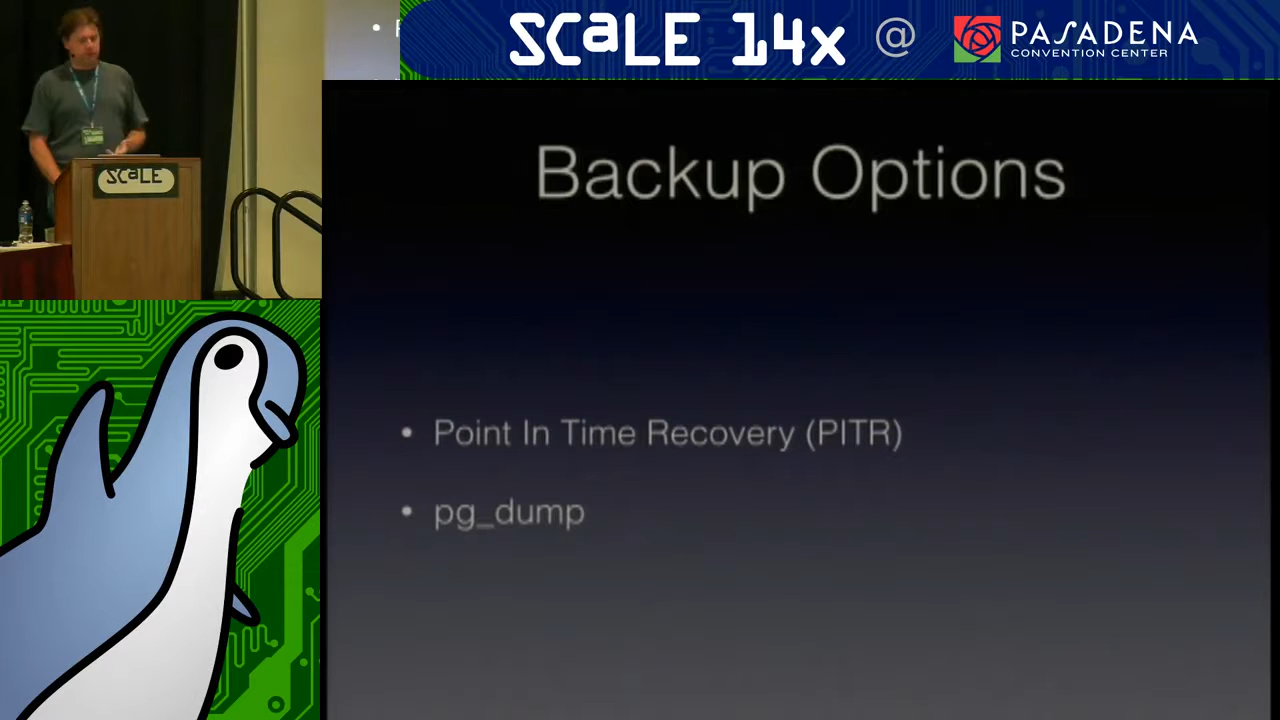 SCALE 14x @ PASADENA
CONVENTION CENTER
SCALE
Backup Options
• Point In Time Recovery (PITR)
• pg_dump